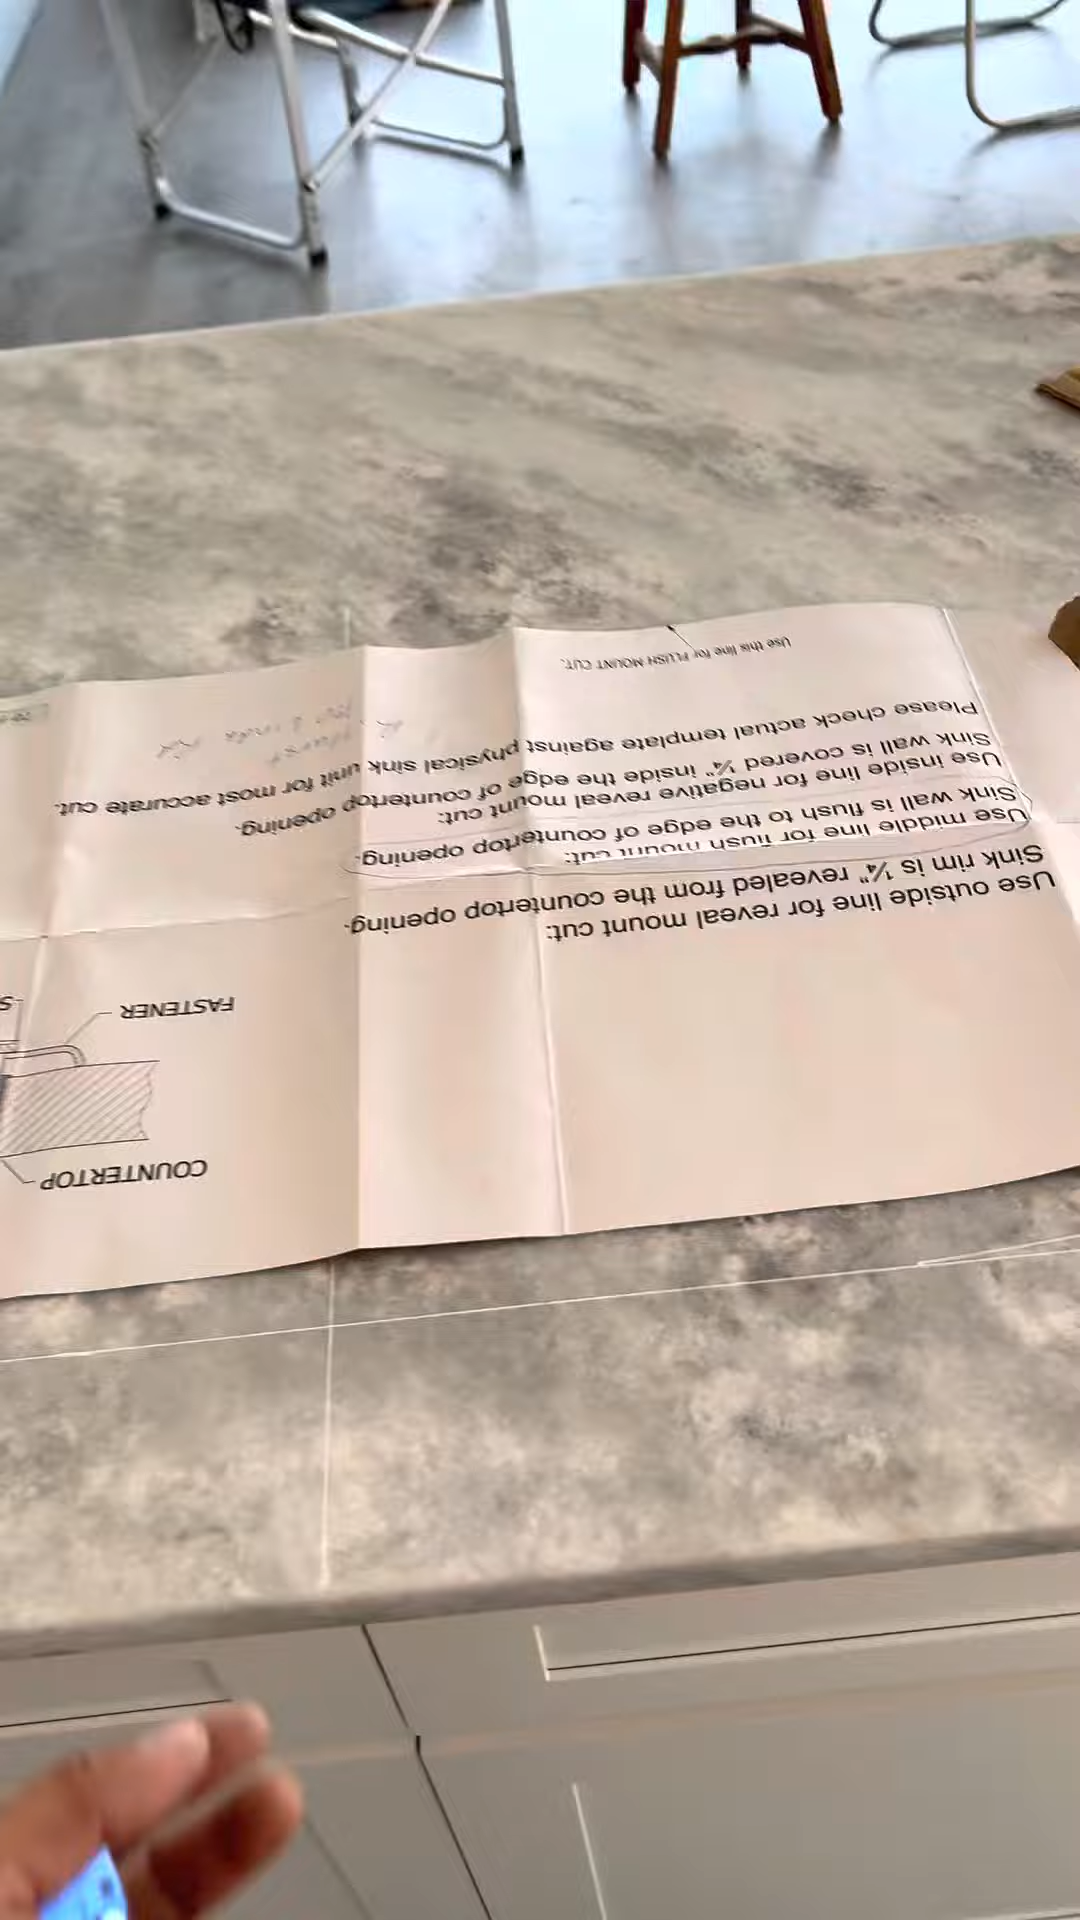 Use outside line for reveal mount cut:
Sink rim is ¼" revealed from the countertop opening.
Use middle line for flush mount cut:
Sink wall is flush to the edge of countertop opening.
Use inside line for negative reveal mount cut:
Sink wall is covered ¼" inside the edge of countertop opening.
Please check actual template against physical sink unit for most accurate cut.
Use this line for FLUSH MOUNT CUT.
COUNTERTOP
FASTENER